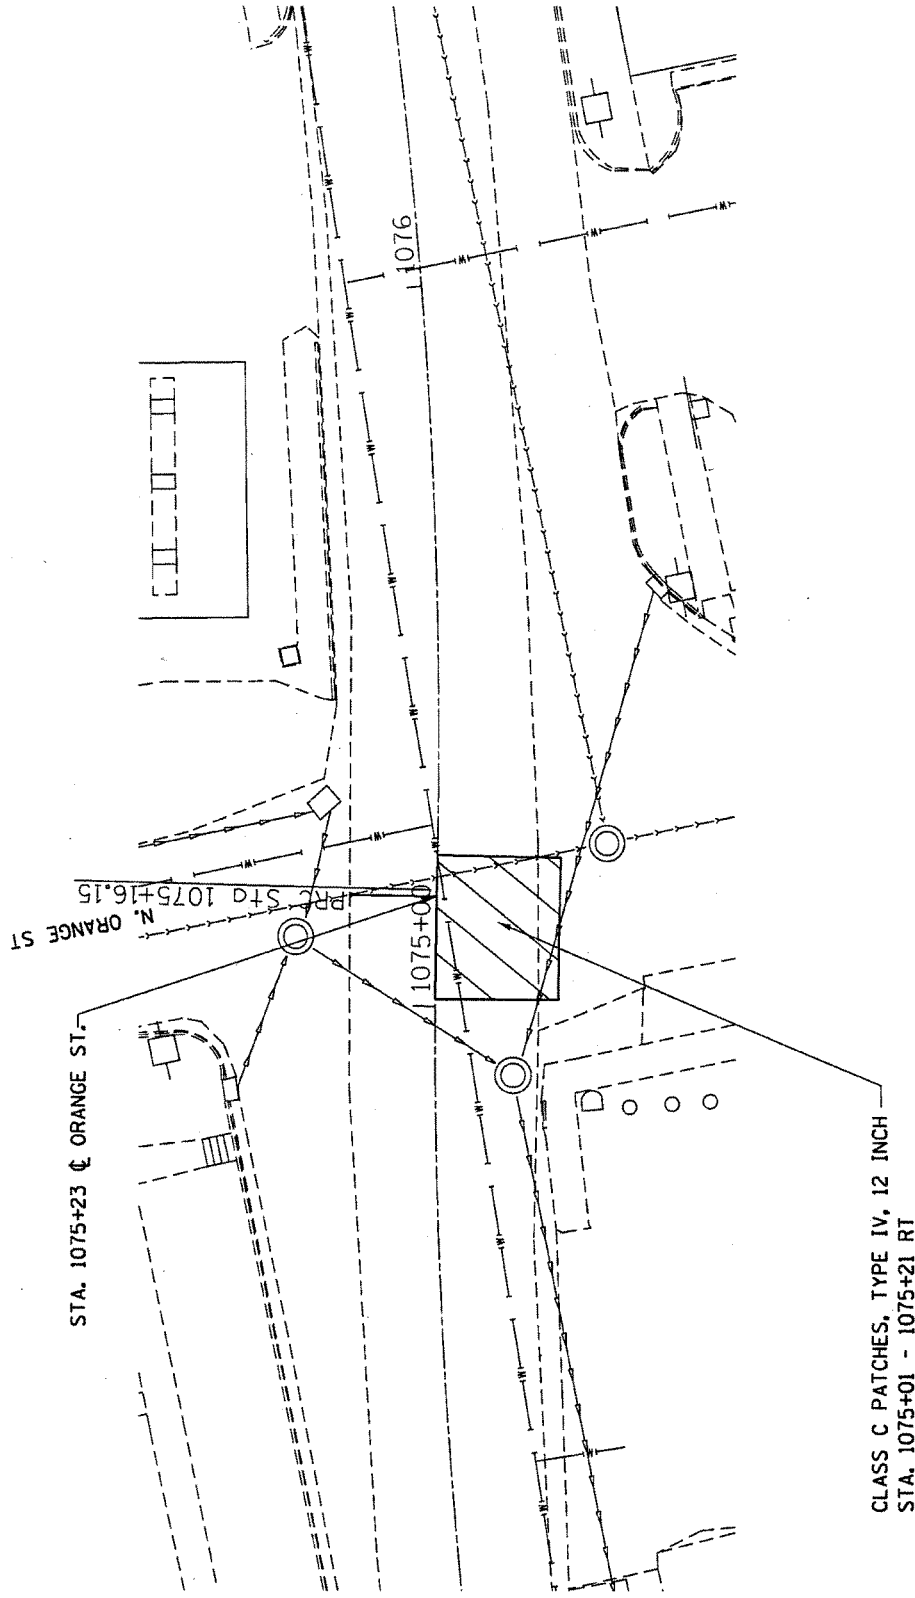 STA. 1075+23 ℄ ORANGE ST.
N. ORANGE ST
PRC Sta 1075+16.15
1075+00
1076
W W W W W W W W W W W W W W W W W W W
CLASS C PATCHES, TYPE IV, 12 INCH
STA. 1075+01 - 1075+21 RT